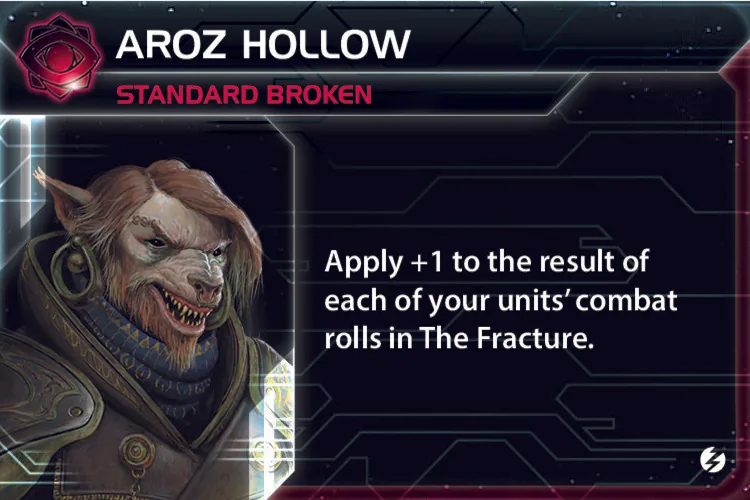 AROZ HOLLOW
STANDARD BROKEN
Apply +1 to the result of
each of your units’ combat
rolls in The Fracture.